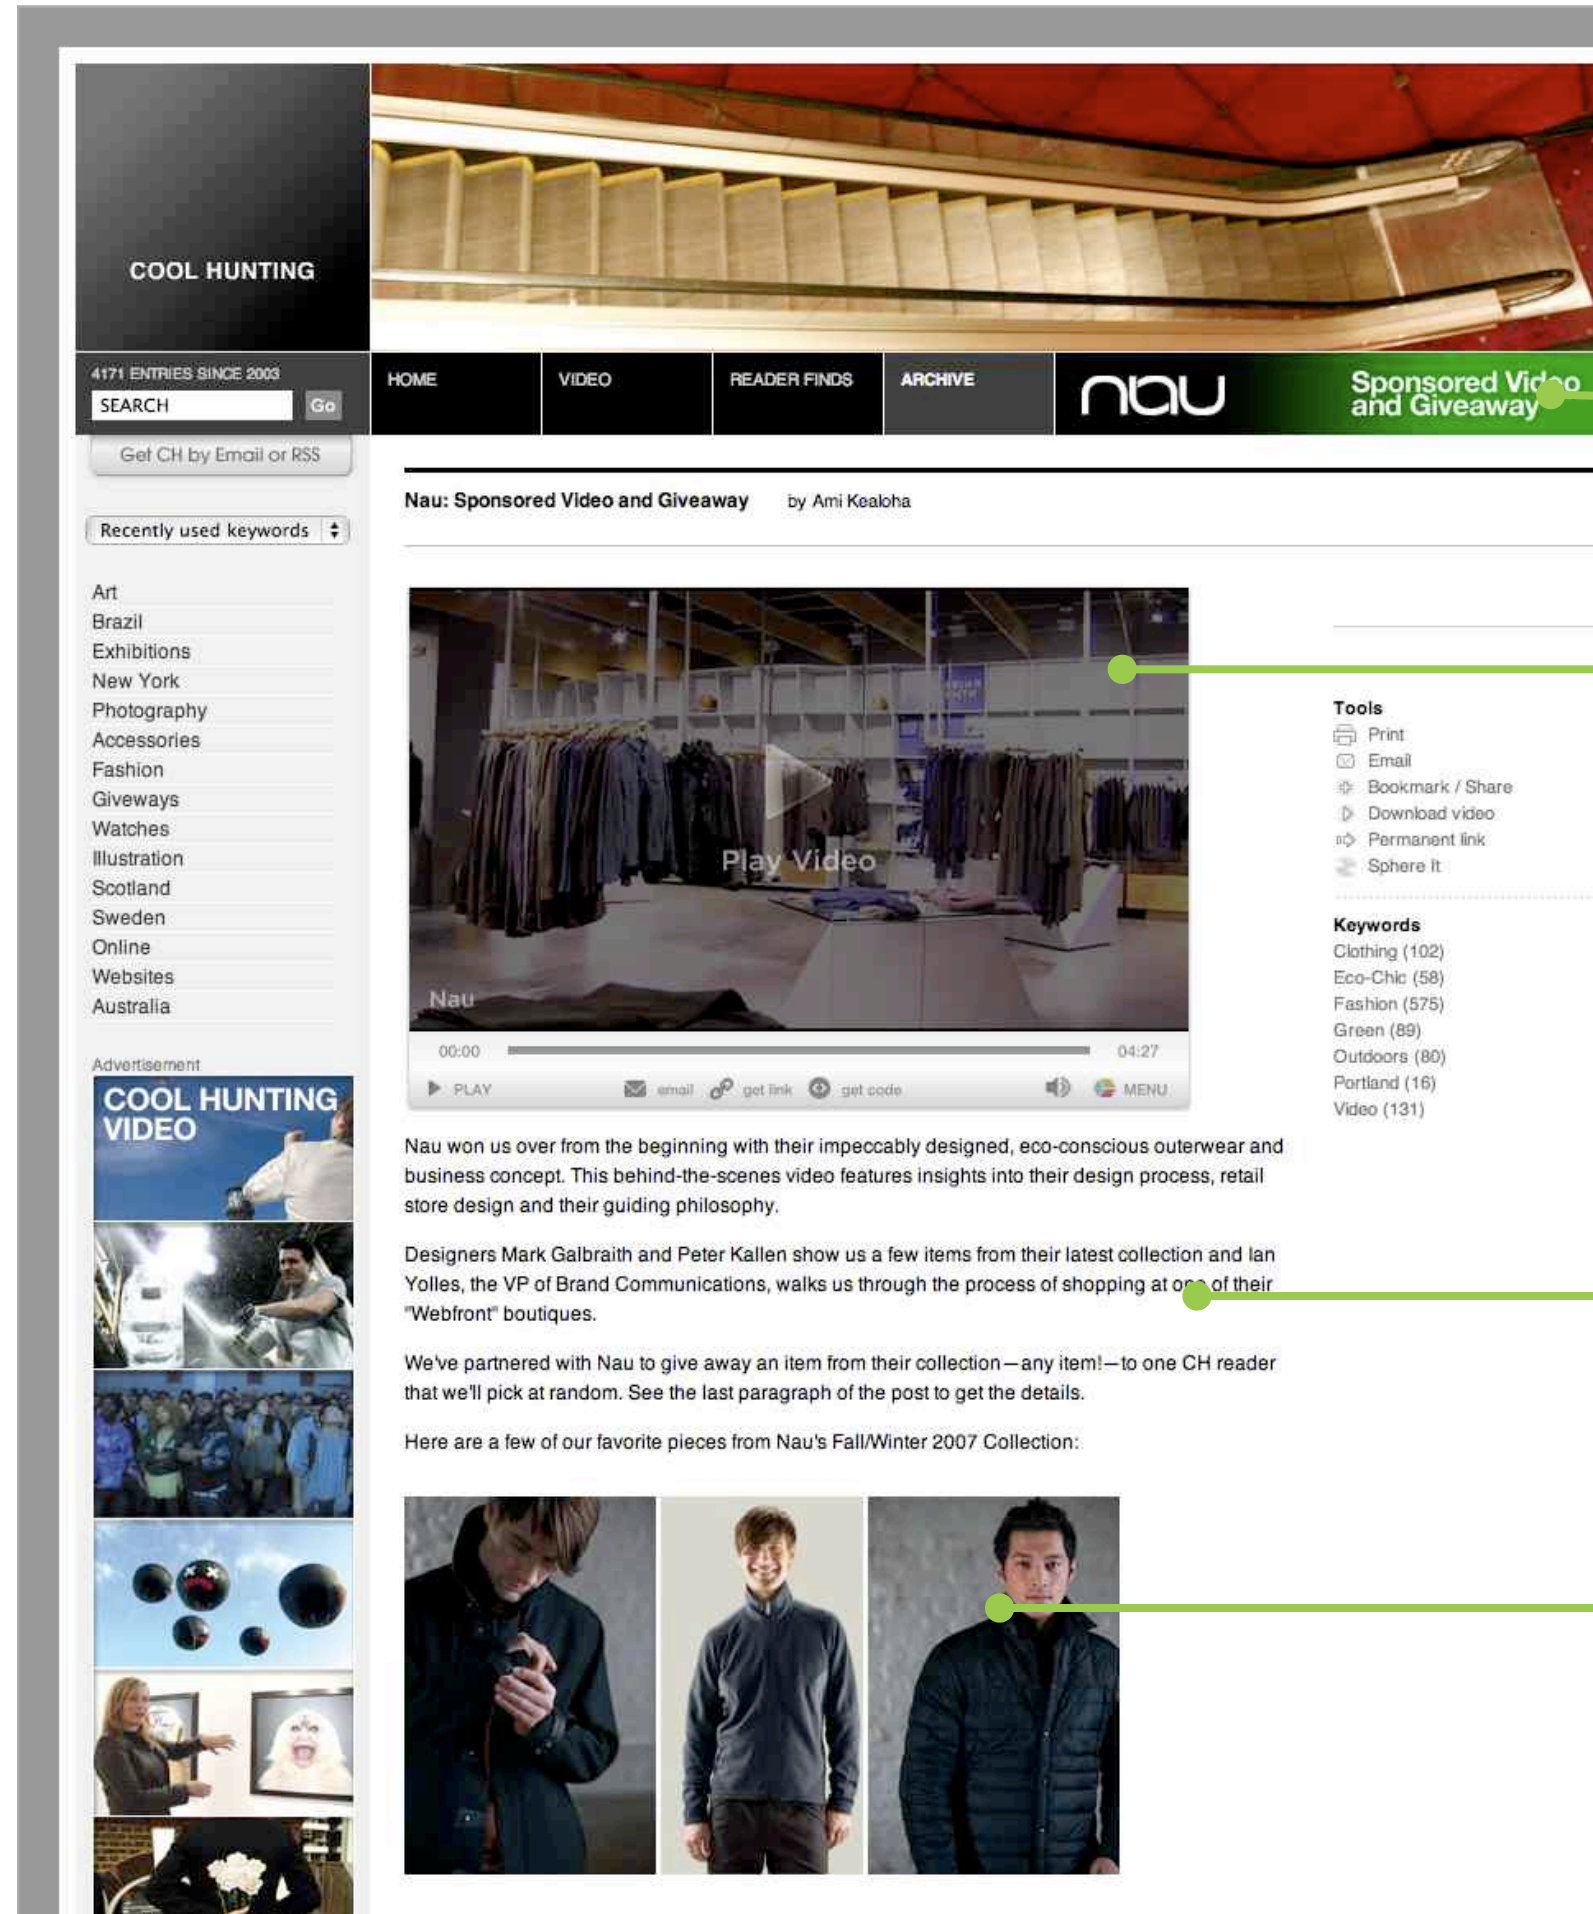 COOL HUNTING
4171 ENTRIES SINCE 2003
SEARCH
Go
HOME
VIDEO
READER FINDS
ARCHIVE
nau
Sponsored Video
and Giveaway
Get CH by Email or RSS
Recently used keywords
Art
Brazil
Exhibitions
New York
Photography
Accessories
Fashion
Giveways
Watches
Illustration
Scotland
Sweden
Online
Websites
Australia
Advertisement
COOL HUNTING
VIDEO
Nau: Sponsored Video and Giveaway by Ami Kealoha
Play Video
Nau
00:00
04:27
PLAY
email
get link
get code
MENU
Nau won us over from the beginning with their impeccably designed, eco-conscious outerwear and
business concept. This behind-the-scenes video features insights into their design process, retail
store design and their guiding philosophy.
Designers Mark Galbraith and Peter Kallen show us a few items from their latest collection and Ian
Yolles, the VP of Brand Communications, walks us through the process of shopping at one of their
"Webfront" boutiques.
We've partnered with Nau to give away an item from their collection—any item!—to one CH reader
that we'll pick at random. See the last paragraph of the post to get the details.
Here are a few of our favorite pieces from Nau's Fall/Winter 2007 Collection:
Tools
Print
Email
Bookmark / Share
Download video
Permanent link
Sphere It
Keywords
Clothing (102)
Eco-Chic (58)
Fashion (575)
Green (89)
Outdoors (80)
Portland (16)
Video (131)